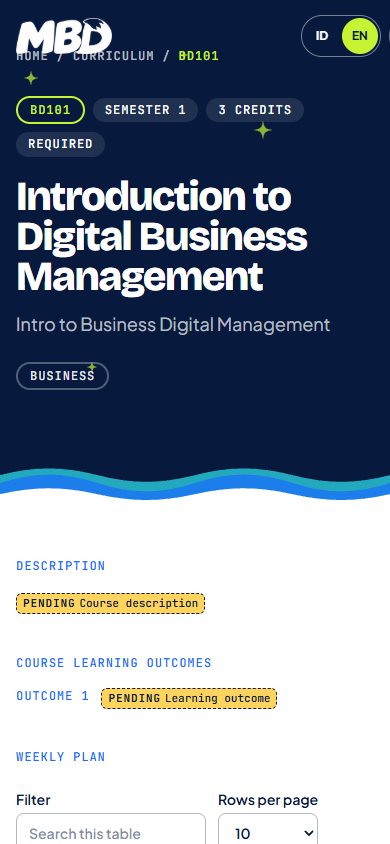 MBD
ID
EN
HOME / CURRICULUM / BD101
BD101
SEMESTER 1
3 CREDITS
REQUIRED
Introduction to
Digital Business
Management
Intro to Business Digital Management
BUSINESS
DESCRIPTION
PENDING Course description
COURSE LEARNING OUTCOMES
OUTCOME 1 PENDING Learning outcome
WEEKLY PLAN
Filter
Rows per page
Search this table
10